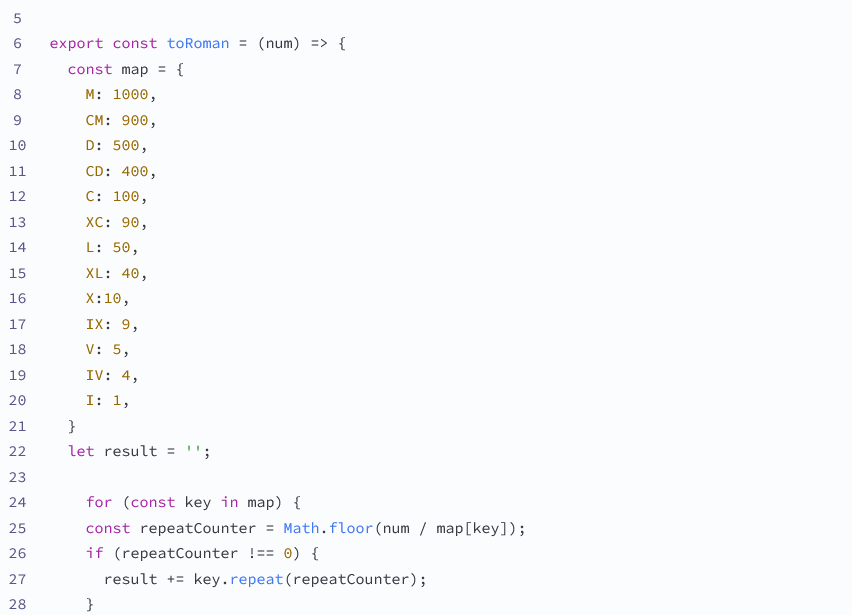 5
6 export const toRoman = (num) => {
7 const map = {
8 M: 1000,
9 CM: 900,
10 D: 500,
11 CD: 400,
12 C: 100,
13 XC: 90,
14 L: 50,
15 XL: 40,
16 X:10,
17 IX: 9,
18 V: 5,
19 IV: 4,
20 I: 1,
21 }
22 let result = '';
23
24 for (const key in map) {
25 const repeatCounter = Math.floor(num / map[key]);
26 if (repeatCounter !== 0) {
27 result += key.repeat(repeatCounter);
28 }